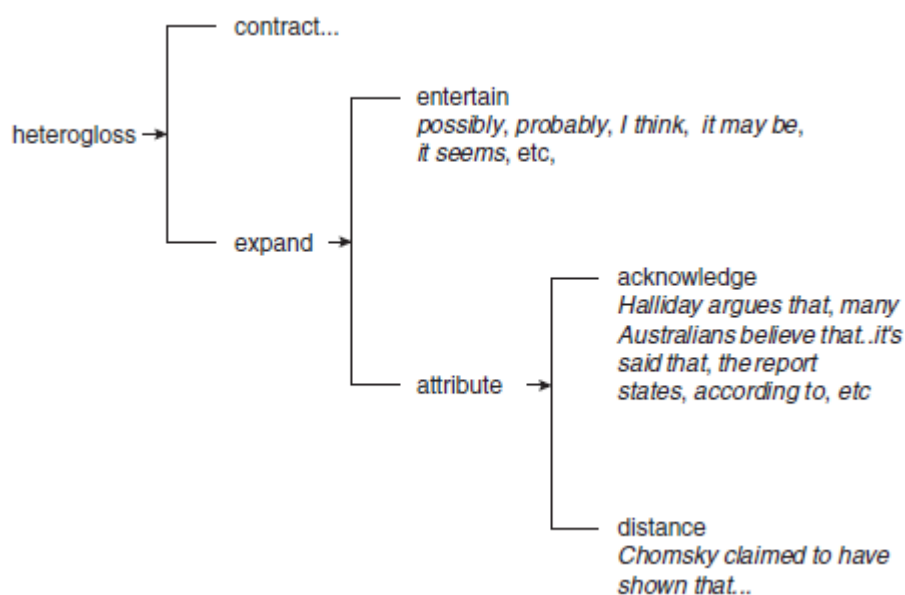 contract...
entertain
possibly, probably, I think, it may be,
it seems, etc,
heterogloss
expand
acknowledge
Halliday argues that, many
Australians believe that..it's
said that, the report
states, according to, etc
attribute
distance
Chomsky claimed to have
shown that...